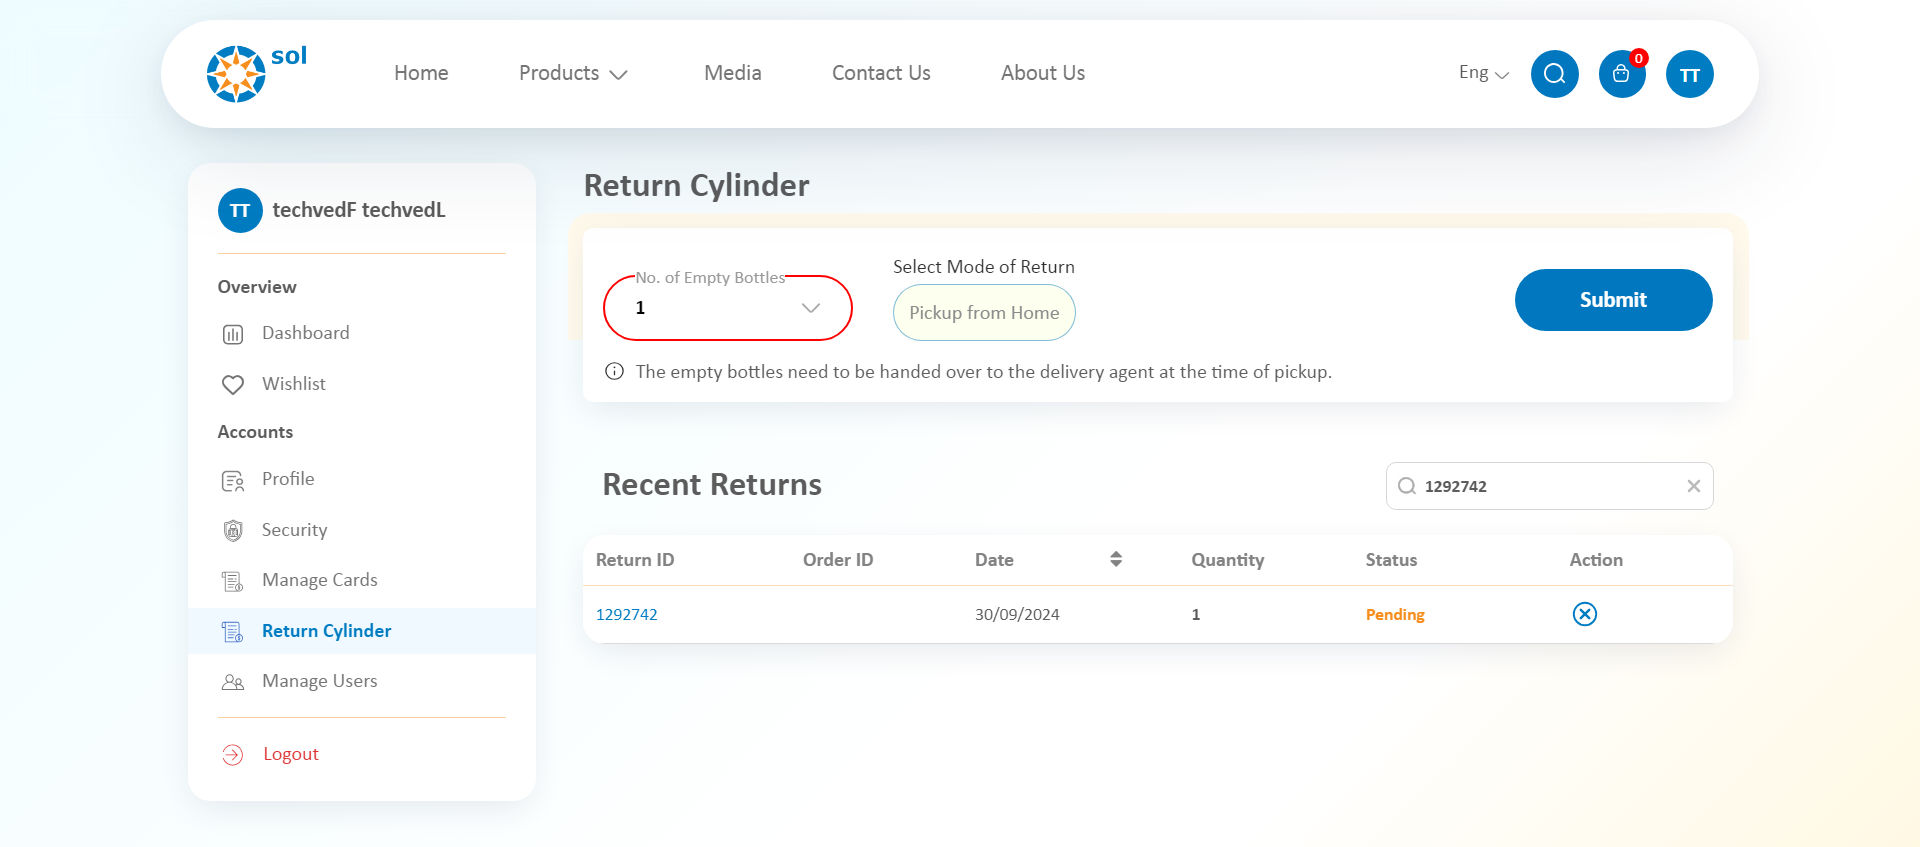 sol
Home
Products
Media
Contact Us
About Us
Eng
0
TT
TT
techvedF techvedL
Overview
Dashboard
Wishlist
Accounts
Profile
Security
Manage Cards
Return Cylinder
Manage Users
Logout
Return Cylinder
No. of Empty Bottles
1
Select Mode of Return
Pickup from Home
Submit
The empty bottles need to be handed over to the delivery agent at the time of pickup.
Recent Returns
1292742
Return ID Order ID Date Quantity Status Action
1292742 30/09/2024 1 Pending